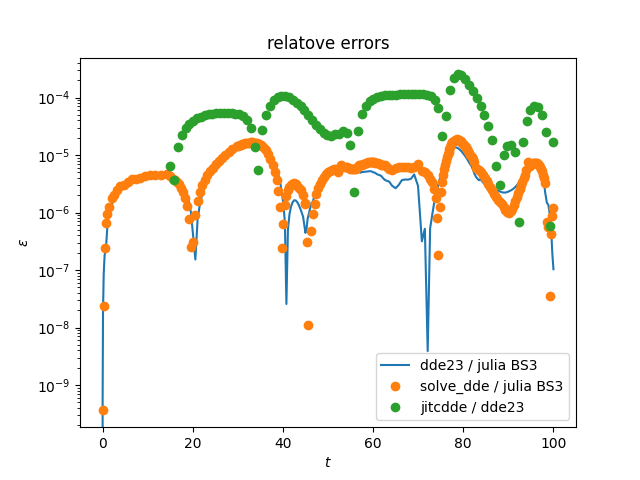 relatove errors
10⁻⁴
10⁻⁵
10⁻⁶
10⁻⁷
10⁻⁸
10⁻⁹
ε
dde23 / julia BS3
solve_dde / julia BS3
jitcdde / dde23
0 20 40 60 80 100
t